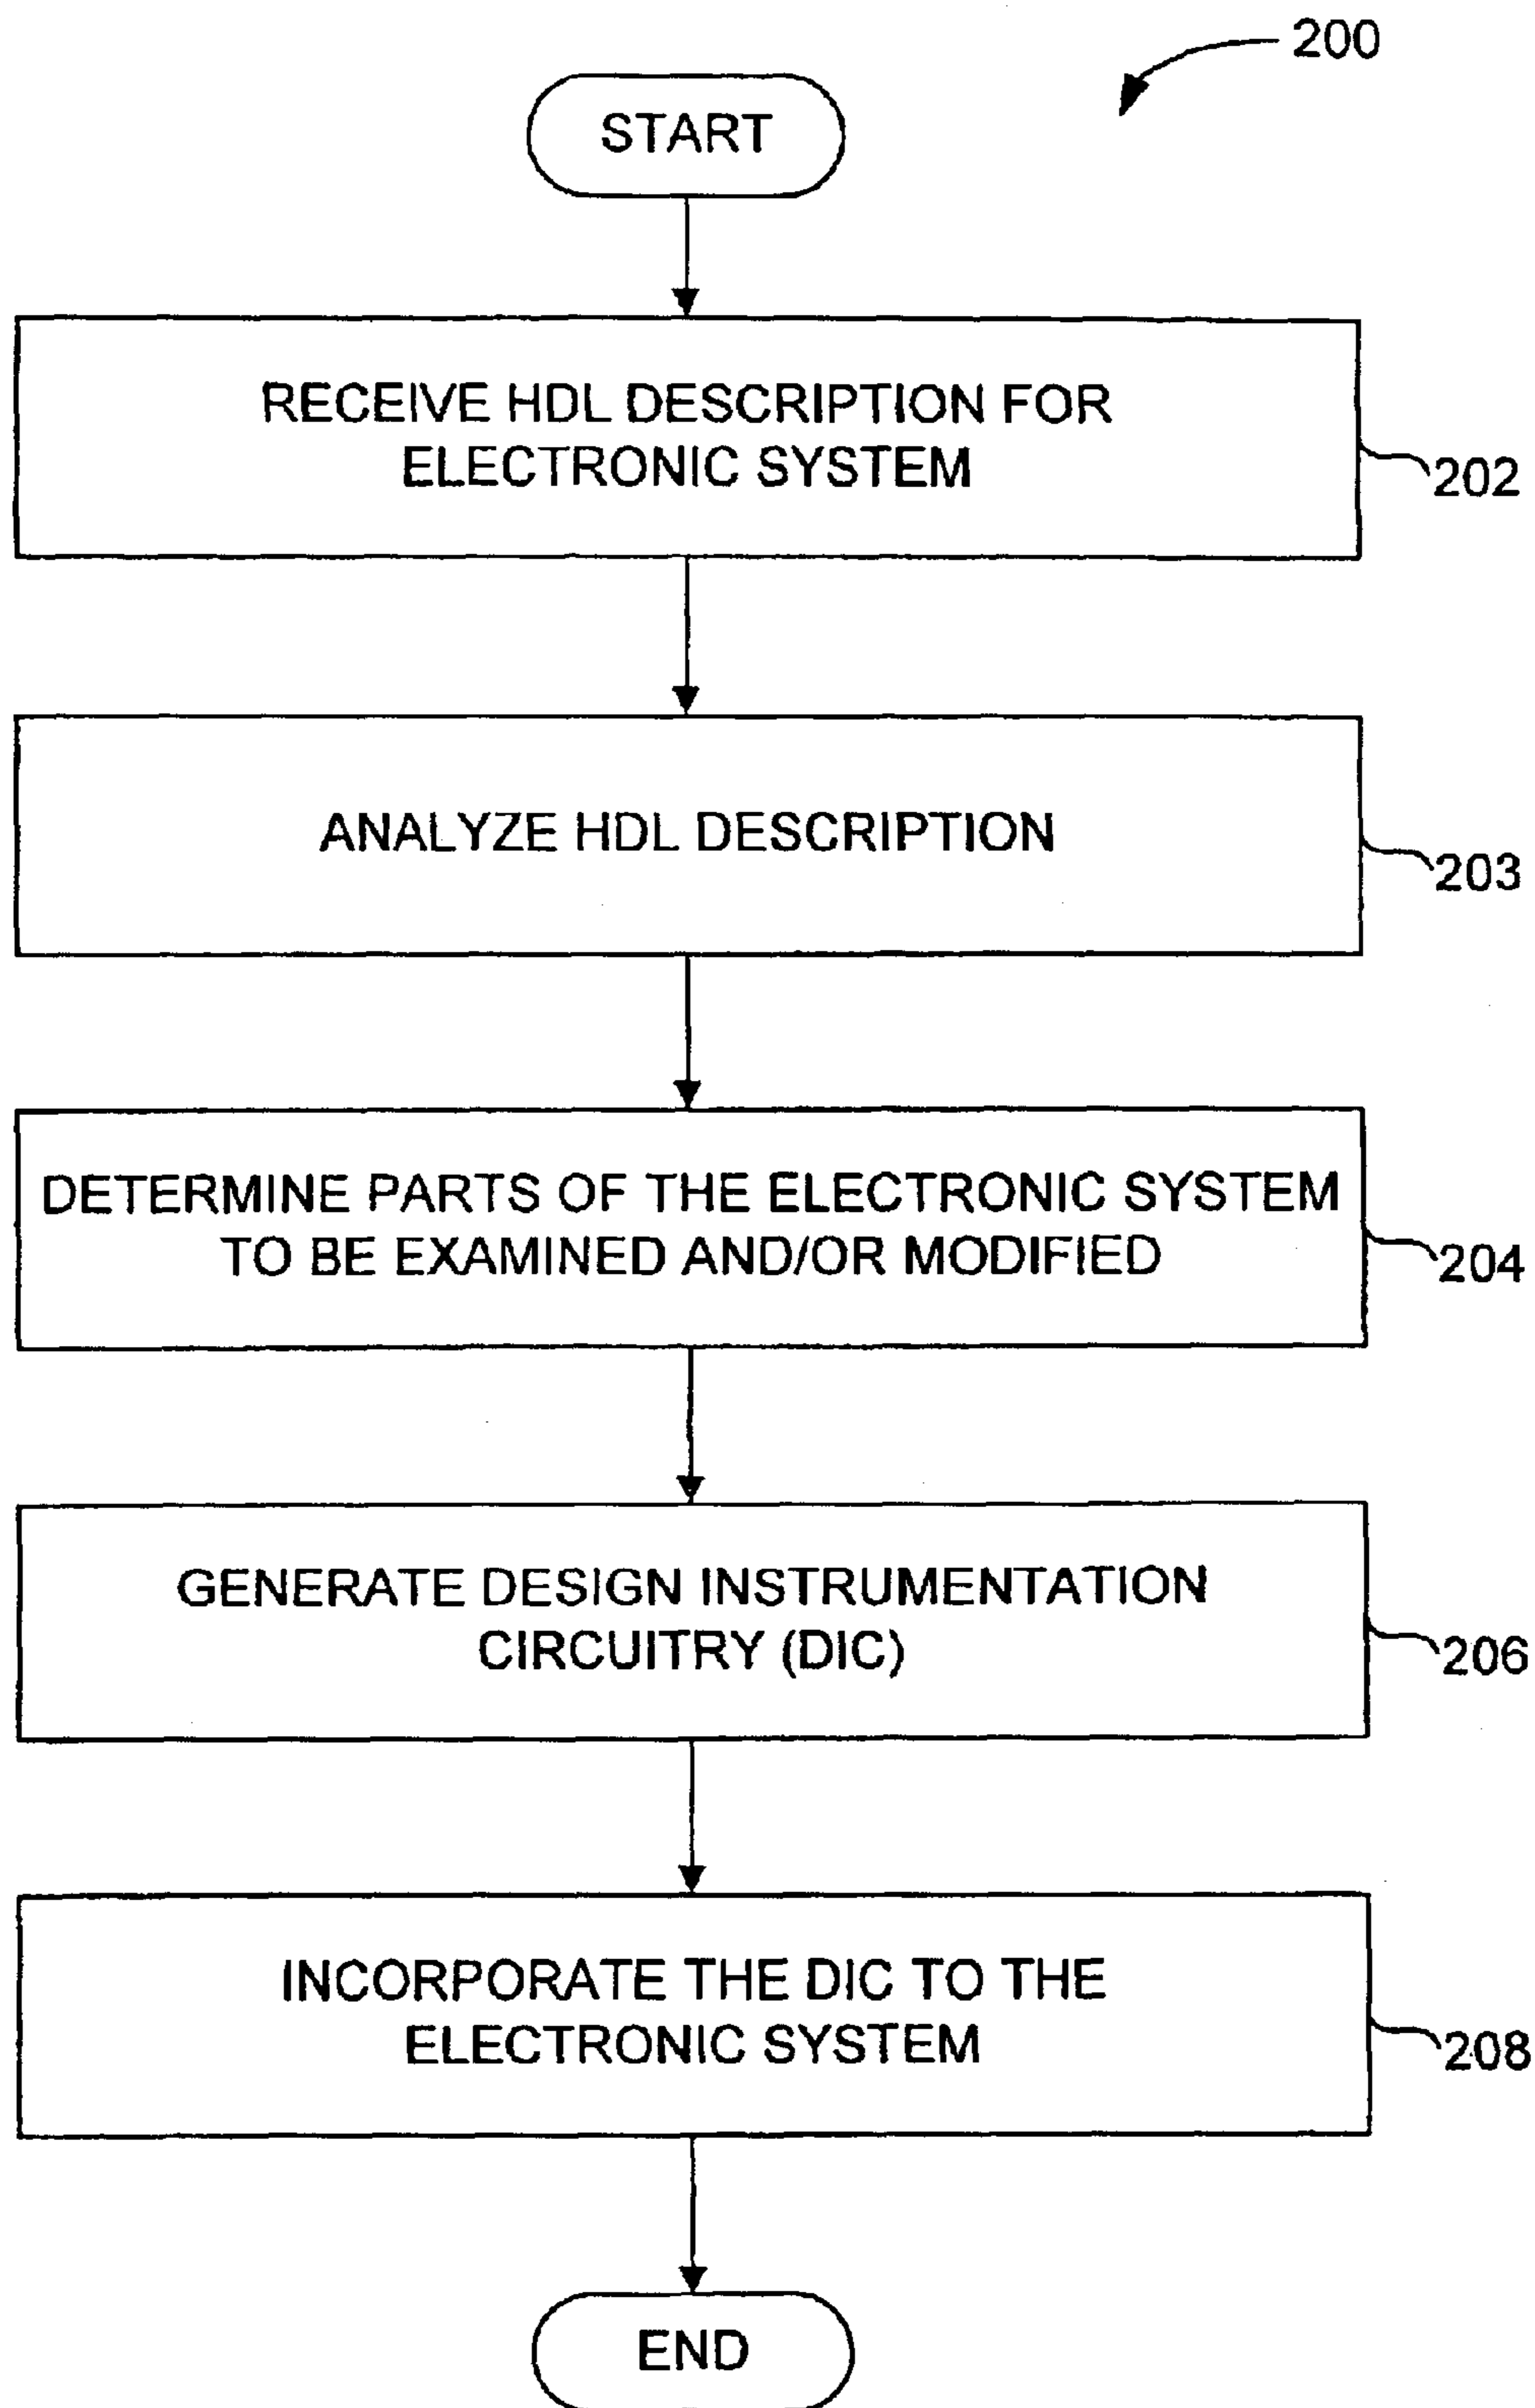 200
START
RECEIVE HDL DESCRIPTION FOR
ELECTRONIC SYSTEM
202
ANALYZE HDL DESCRIPTION
203
DETERMINE PARTS OF THE ELECTRONIC SYSTEM
TO BE EXAMINED AND/OR MODIFIED
204
GENERATE DESIGN INSTRUMENTATION
CIRCUITRY (DIC)
206
INCORPORATE THE DIC TO THE
ELECTRONIC SYSTEM
208
END